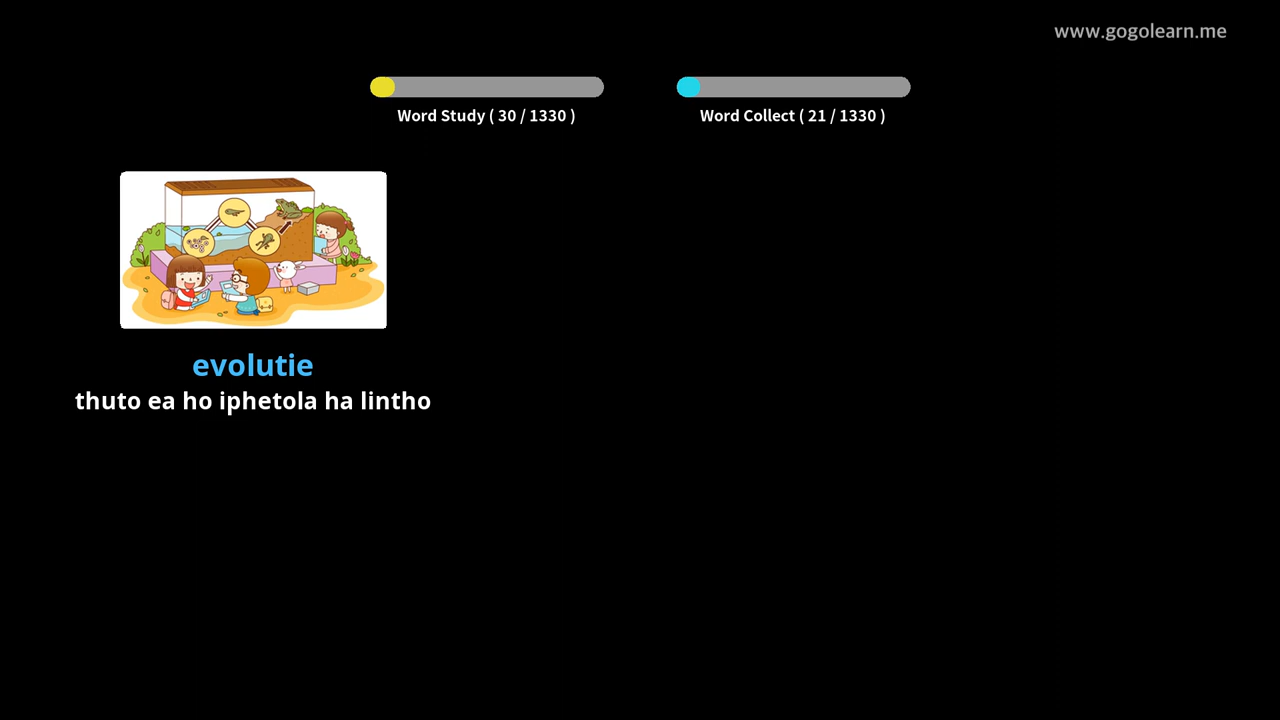 www.gogolearn.me
Word Study ( 30 / 1330 )
Word Collect ( 21 / 1330 )
evolutie
thuto ea ho iphetola ha lintho